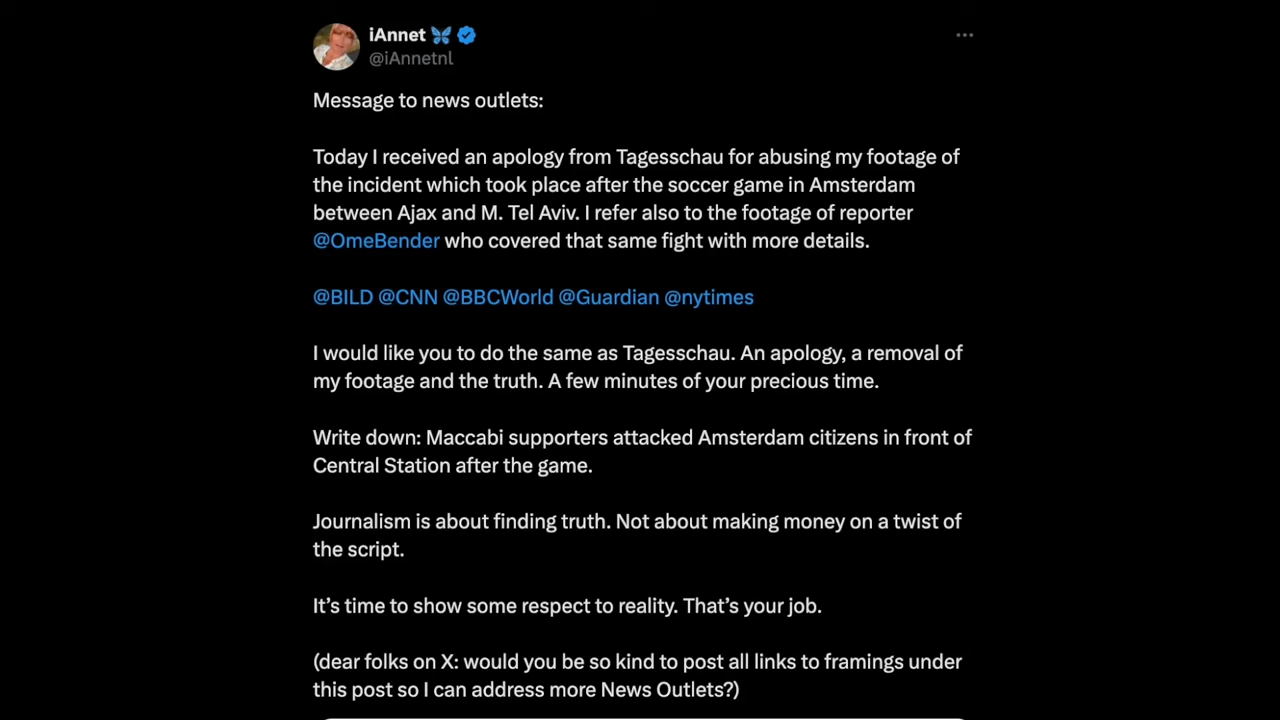 iAnnet 🦋
@iAnnetnl
Message to news outlets:
Today I received an apology from Tagesschau for abusing my footage of
the incident which took place after the soccer game in Amsterdam
between Ajax and M. Tel Aviv. I refer also to the footage of reporter
@OmeBender who covered that same fight with more details.
@BILD @CNN @BBCWorld @Guardian @nytimes
I would like you to do the same as Tagesschau. An apology, a removal of
my footage and the truth. A few minutes of your precious time.
Write down: Maccabi supporters attacked Amsterdam citizens in front of
Central Station after the game.
Journalism is about finding truth. Not about making money on a twist of
the script.
It’s time to show some respect to reality. That’s your job.
(dear folks on X: would you be so kind to post all links to framings under
this post so I can address more News Outlets?)